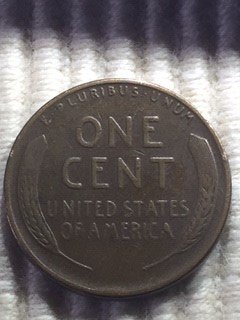 E·PLURIBUS·UNUM
ONE
CENT
UNITED STATES
OF AMERICA